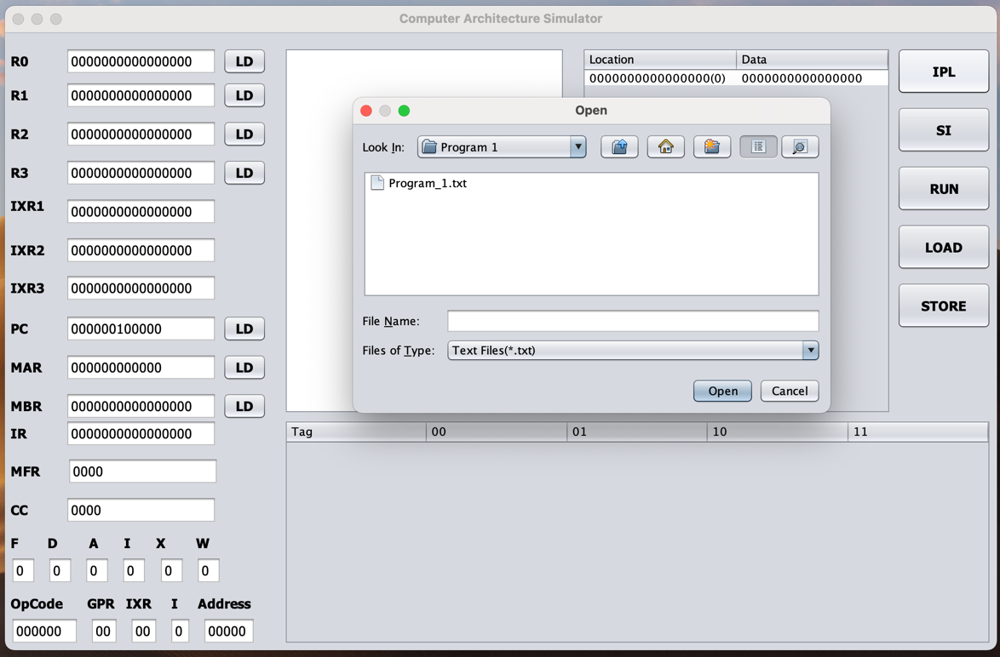 Computer Architecture Simulator
R0 0000000000000000 LD
R1 0000000000000000 LD
R2 0000000000000000 LD
R3 0000000000000000 LD
IXR1 0000000000000000
IXR2 0000000000000000
IXR3 0000000000000000
PC 000000100000 LD
MAR 000000000000 LD
MBR 0000000000000000 LD
IR 0000000000000000
MFR 0000
CC 0000
F D A I X W
0 0 0 0 0 0
OpCode GPR IXR I Address
000000 00 00 0 00000
Location Data
0000000000000000(0) 0000000000000000
Open
Look In: Program 1
Program_1.txt
File Name:
Files of Type: Text Files(*.txt)
Open Cancel
Tag 00 01 10 11
IPL
SI
RUN
LOAD
STORE